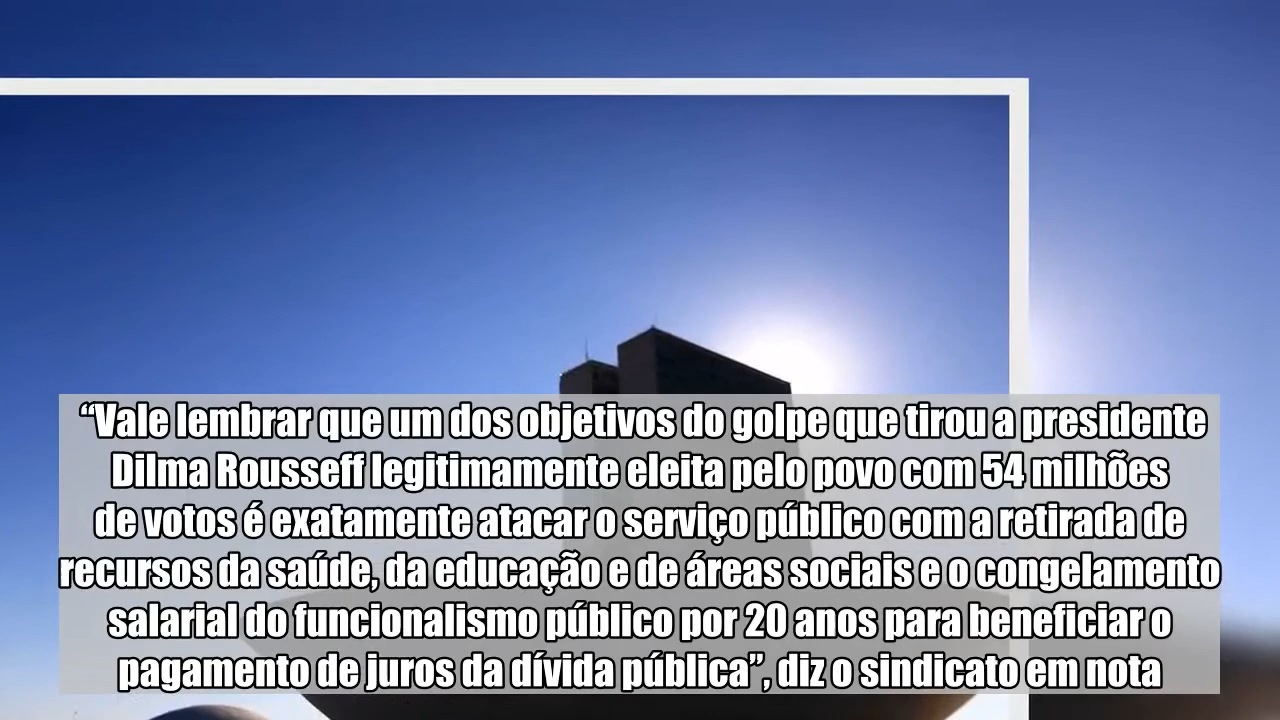 “Vale lembrar que um dos objetivos do golpe que tirou a presidente
Dilma Rousseff legitimamente eleita pelo povo com 54 milhões
de votos é exatamente atacar o serviço público com a retirada de
recursos da saúde, da educação e de áreas sociais e o congelamento
salarial do funcionalismo público por 20 anos para beneficiar o
pagamento de juros da dívida pública”, diz o sindicato em nota